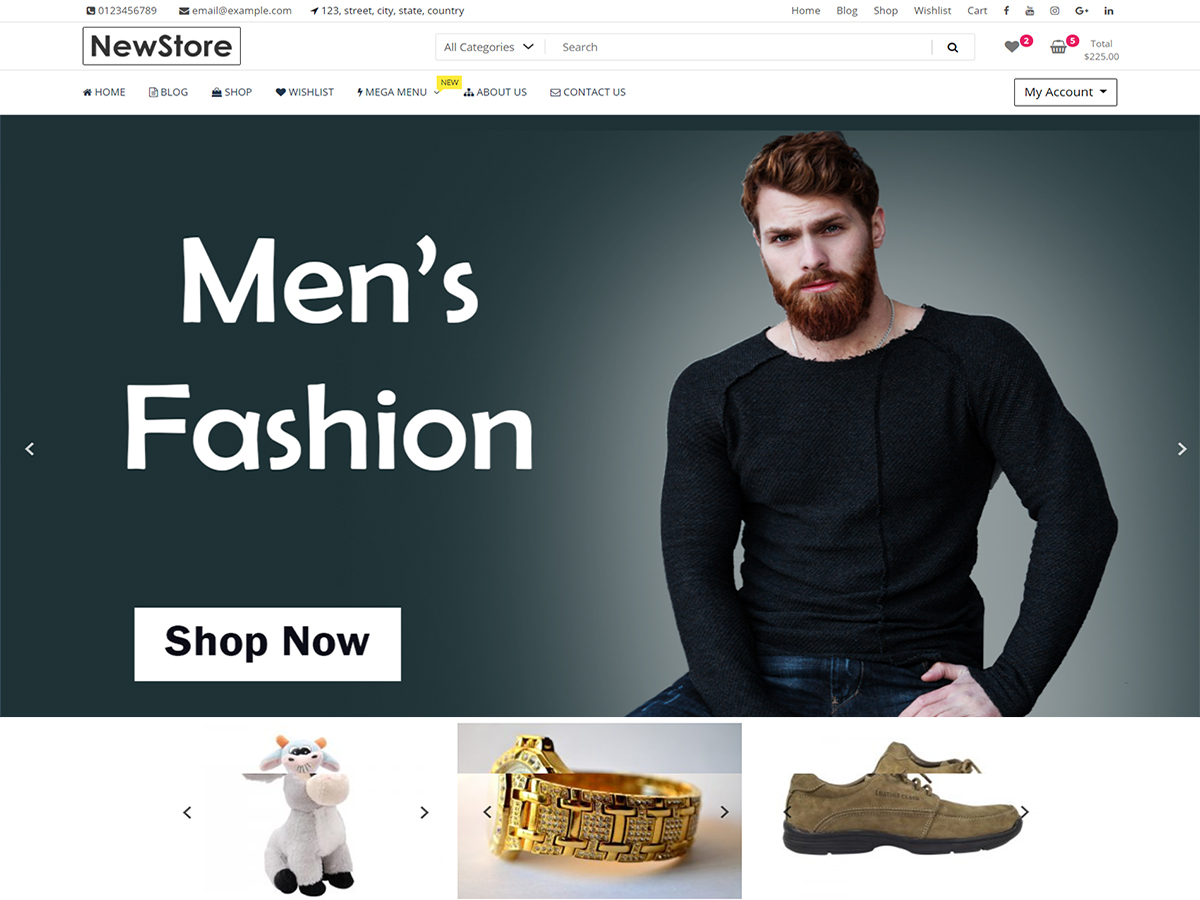 0123456789 email@example.com 123, street, city, state, country Home Blog Shop Wishlist Cart
NewStore
All Categories Search 2 5 Total
$225.00
NEW
HOME BLOG SHOP WISHLIST MEGA MENU ABOUT US CONTACT US My Account
Men's
Fashion
Shop Now